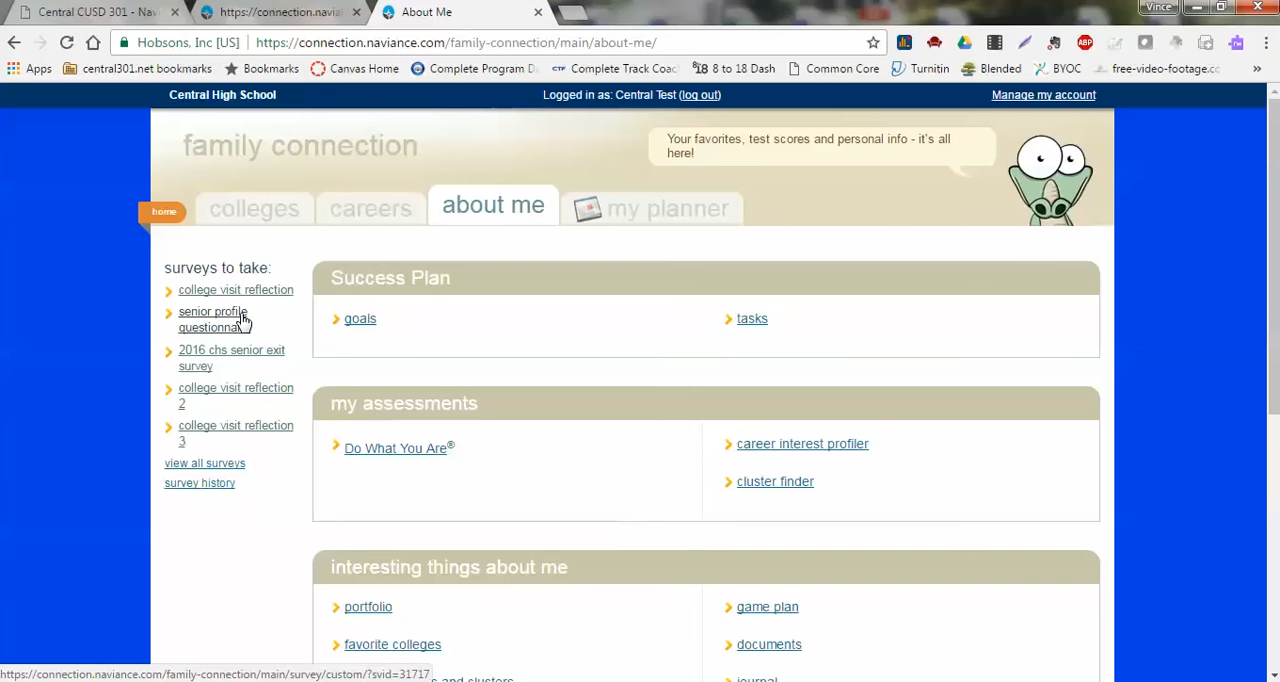 Central CUSD 301 - Navi
https://connection.navia
About Me
Vince
Hobsons, Inc [US]
https://connection.naviance.com/family-connection/main/about-me/
Apps
central301.net bookmarks
Bookmarks
Canvas Home
Complete Program D
CTF Complete Track Coac
8 to 18 Dash
Common Core
Turnitin
Blended
BYOC
free-video-footage.cc
Central High School
Logged in as: Central Test (log out)
Manage my account
family connection
Your favorites, test scores and personal info - it's all
here!
home
colleges
careers
about me
my planner
surveys to take:
college visit reflection
senior profile
questionna
2016 chs senior exit
survey
college visit reflection
2
college visit reflection
3
view all surveys
survey history
Success Plan
goals
tasks
my assessments
Do What You Are®
career interest profiler
cluster finder
interesting things about me
portfolio
game plan
favorite colleges
documents
s and clusters
journal
https://connection.naviance.com/family-connection/main/survey/custom/?svid=31717